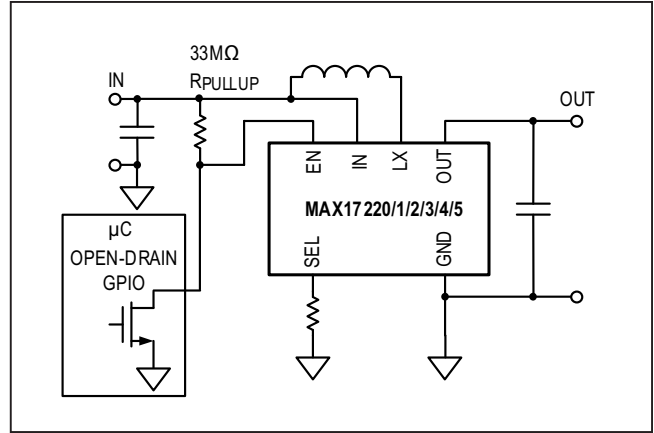 33MΩ
RPULLUP
IN
OUT
EN
IN
LX
OUT
MAX17220/1/2/3/4/5
SEL
GND
µC
OPEN-DRAIN
GPIO